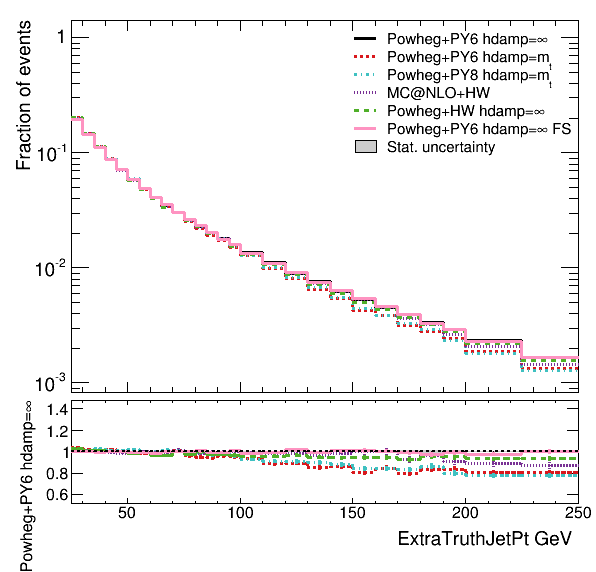 Fraction of events
1
10⁻¹
10⁻²
10⁻³
Powheg+PY6 hdamp=∞
Powheg+PY6 hdamp=mₜ
Powheg+PY8 hdamp=mₜ
MC@NLO+HW
Powheg+HW hdamp=∞
Powheg+PY6 hdamp=∞ FS
Stat. uncertainty
Powheg+PY6 hdamp=∞
1.4
1.2
1
0.8
0.6
50 100 150 200 250
ExtraTruthJetPt GeV